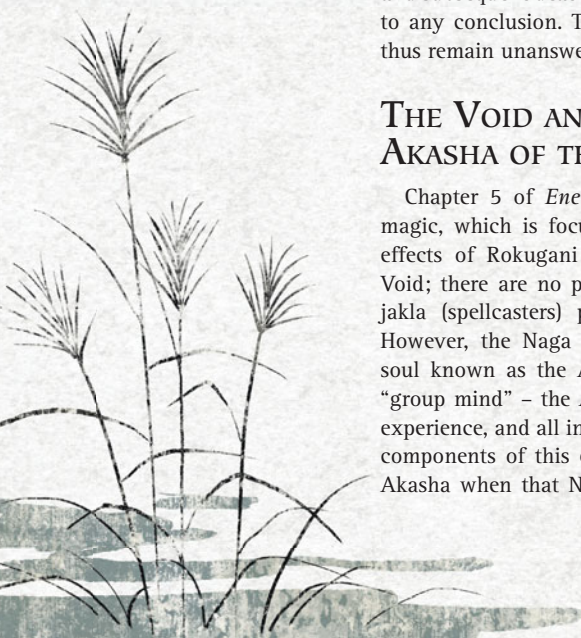 to any conclusion. T
thus remain unanswe
THE VOID AN
AKASHA OF TH
Chapter 5 of Ene
magic, which is focu
effects of Rokugani
Void; there are no p
jakla (spellcasters) p
However, the Naga
soul known as the A
“group mind” – the A
experience, and all in
components of this c
Akasha when that N